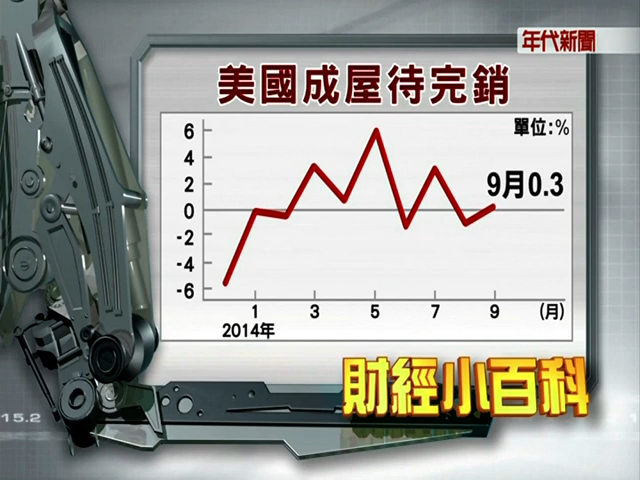 年代新聞
美國成屋待完銷
單位:%
6
4
2
0
-2
-4
-6
9月0.3
1 3 5 7 9 (月)
2014年
財經小百科
15.2